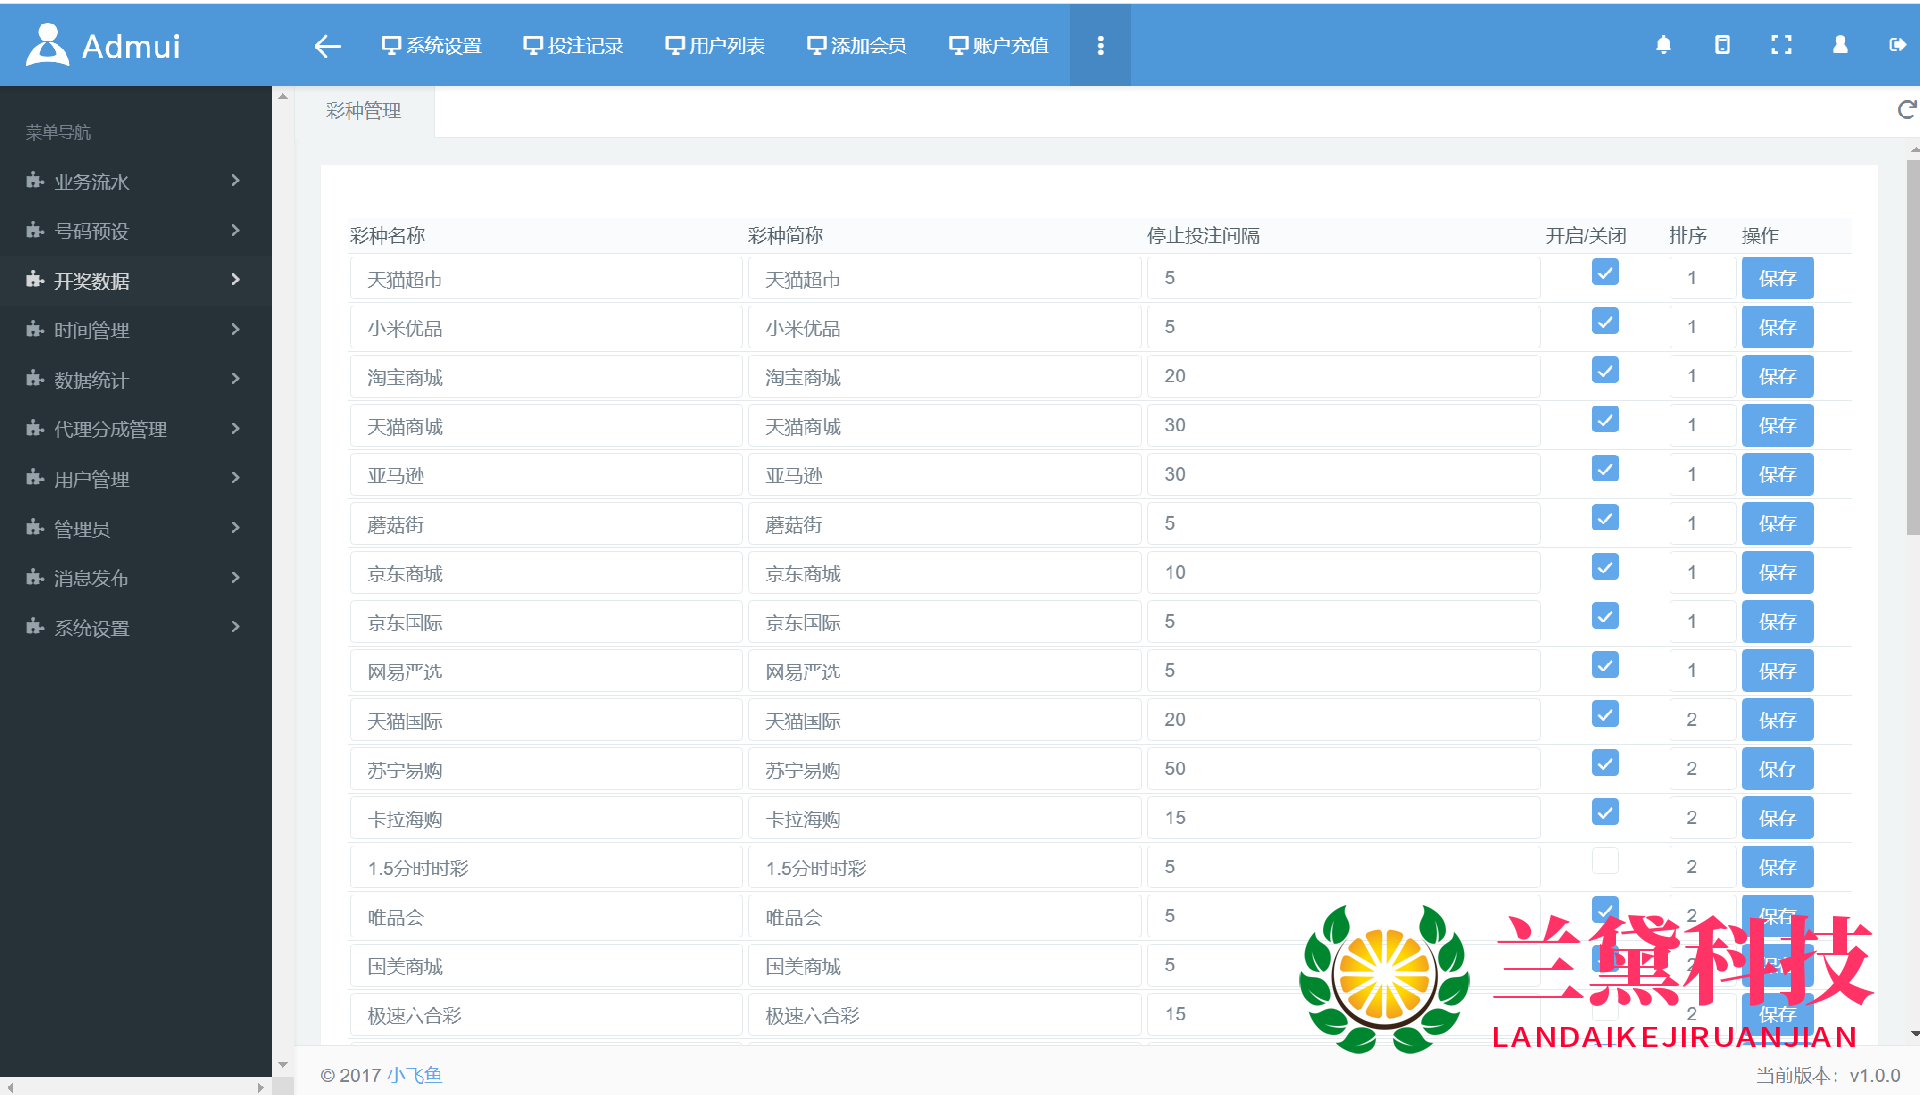 Admui 系统设置 投注记录 用户列表 添加会员 账户充值
彩种管理
菜单导航
业务流水
号码预设
开奖数据
时间管理
数据统计
代理分成管理
用户管理
管理员
消息发布
系统设置
彩种名称 彩种简称 停止投注间隔 开启/关闭 排序 操作
天猫超市 天猫超市 5 1 保存
小米优品 小米优品 5 1 保存
淘宝商城 淘宝商城 20 1 保存
天猫商城 天猫商城 30 1 保存
亚马逊 亚马逊 30 1 保存
蘑菇街 蘑菇街 5 1 保存
京东商城 京东商城 10 1 保存
京东国际 京东国际 5 1 保存
网易严选 网易严选 5 1 保存
天猫国际 天猫国际 20 2 保存
苏宁易购 苏宁易购 50 2 保存
卡拉海购 卡拉海购 15 2 保存
1.5分时时彩 1.5分时时彩 5 2 保存
唯品会 唯品会 5 2 保存
国美商城 国美商城 5 2
极速六合彩 极速六合彩 15 2 保存
兰黛科技
LANDAIKEJIRUANJIAN
© 2017 小飞鱼 当前版本：v1.0.0